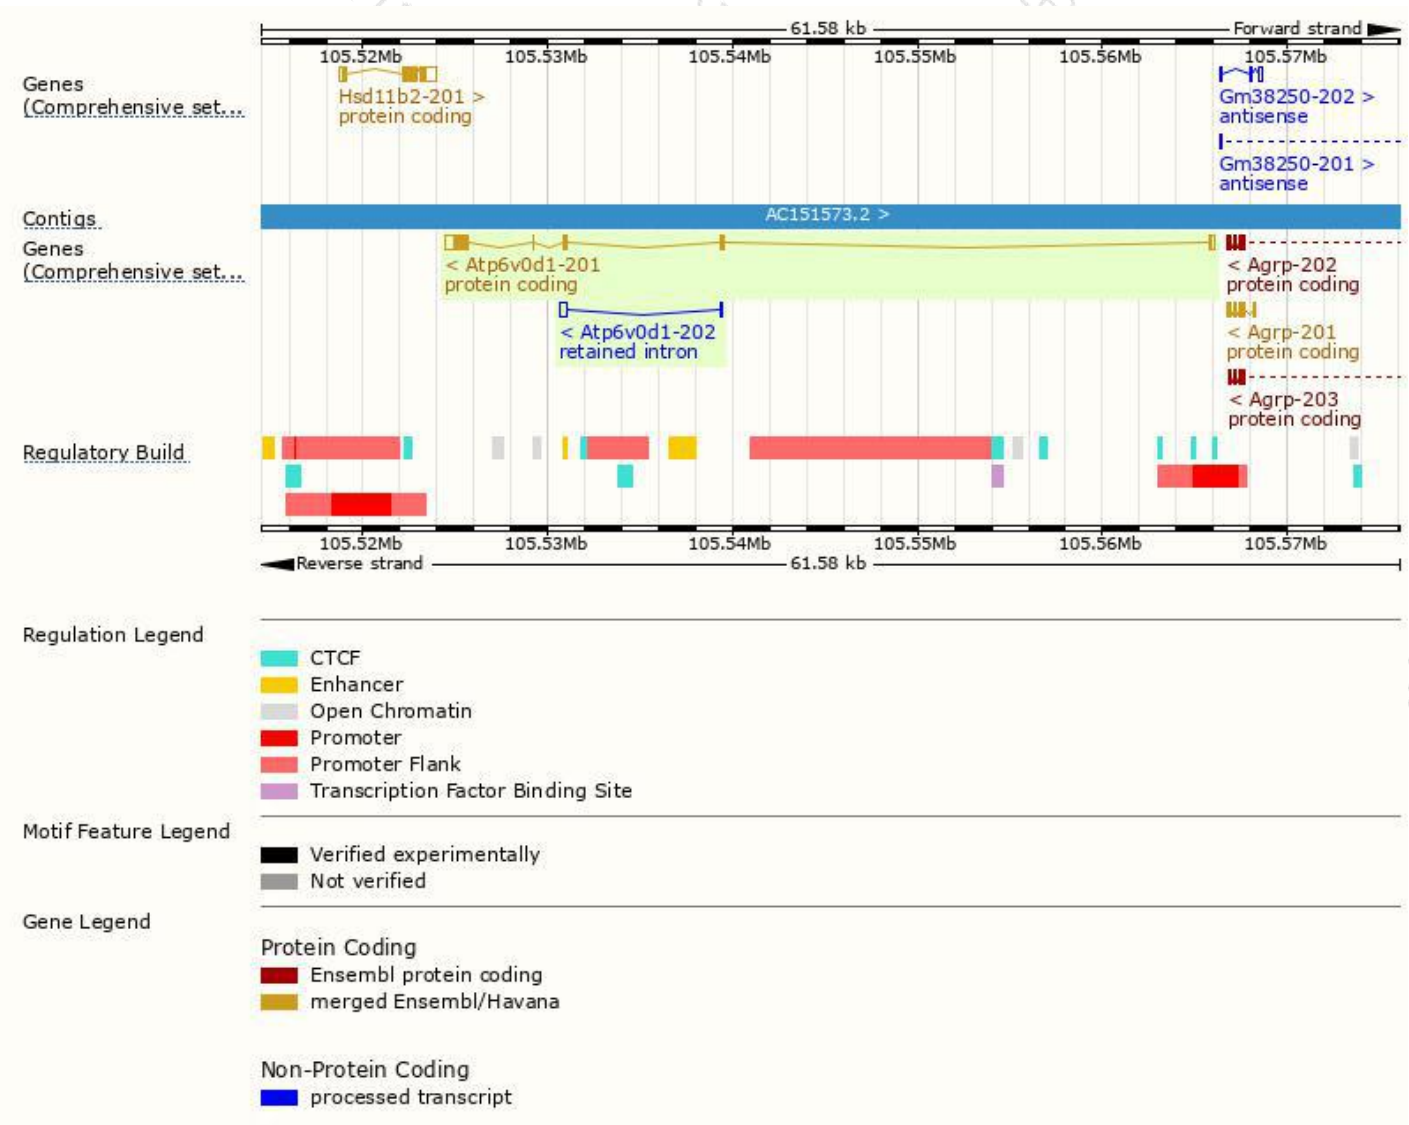 61.58 kb
Forward strand
105.52Mb 105.53Mb 105.54Mb 105.55Mb 105.56Mb 105.57Mb
Genes
(Comprehensive set...
Hsd11b2-201 >
protein coding
Gm38250-202 >
antisense
Gm38250-201 >
antisense
Contigs
AC151573.2 >
Genes
(Comprehensive set...
< Atp6v0d1-201
protein coding
< Atp6v0d1-202
retained intron
< Agrp-202
protein coding
< Agrp-201
protein coding
< Agrp-203
protein coding
Regulatory Build
105.52Mb 105.53Mb 105.54Mb 105.55Mb 105.56Mb 105.57Mb
Reverse strand
61.58 kb
Regulation Legend
CTCF
Enhancer
Open Chromatin
Promoter
Promoter Flank
Transcription Factor Binding Site
Motif Feature Legend
Verified experimentally
Not verified
Gene Legend
Protein Coding
Ensembl protein coding
merged Ensembl/Havana
Non-Protein Coding
processed transcript